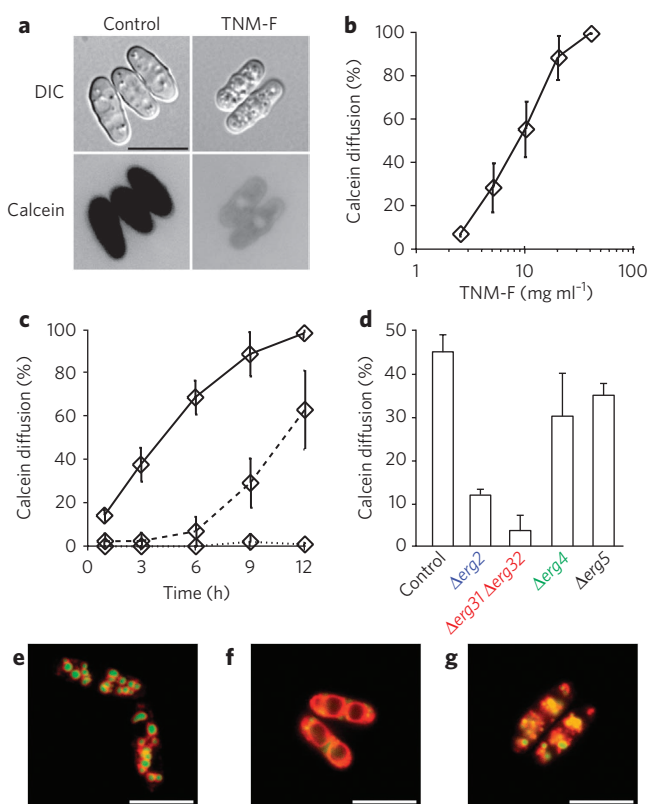 a
Control
TNM-F
DIC
Calcein
b
Calcein diffusion (%)
100
80
60
40
20
0
1
10
100
TNM-F (mg ml⁻¹)
c
Calcein diffusion (%)
100
80
60
40
20
0
0
3
6
9
12
Time (h)
d
Calcein diffusion (%)
50
40
30
20
10
0
Control
Δerg2
Δerg31 Δerg32
Δerg4
Δerg5
e
f
g